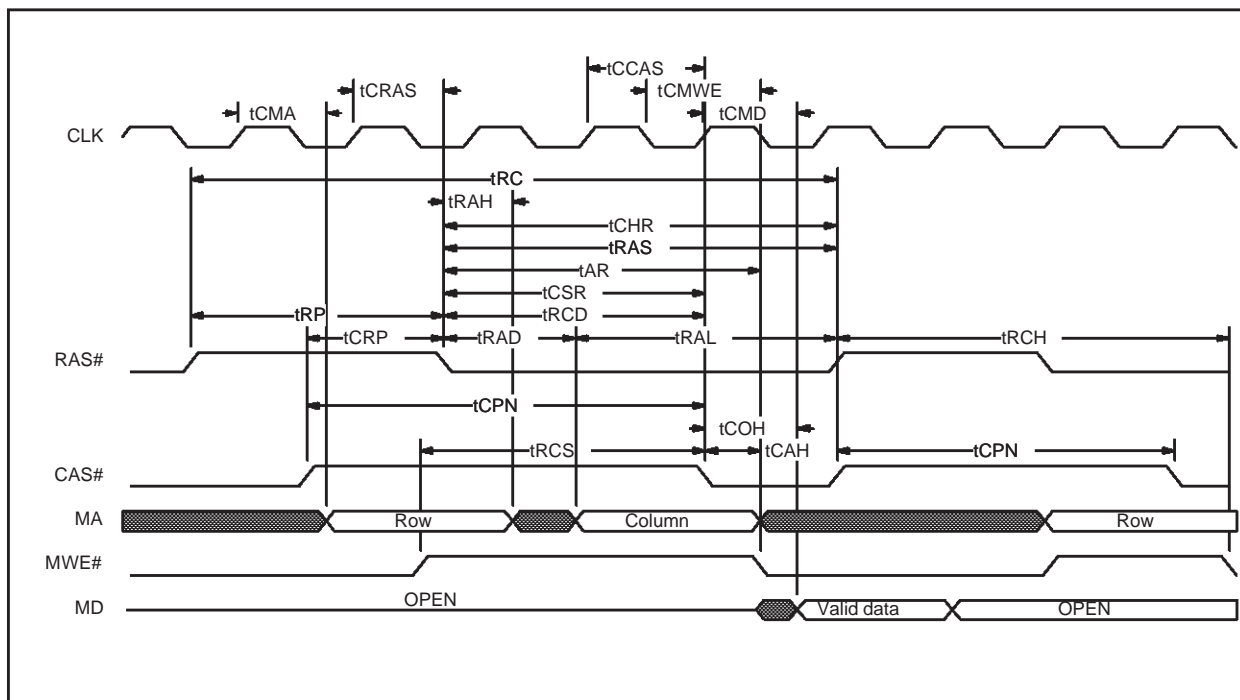 tCCAS
tCRAS tCMWE
tCMA tCMD
CLK
tRC
tRAH
tCHR
tRAS
tAR
tCSR
tRP tRCD
tCRP tRAD tRAL tRCH
RAS#
tCPN
tCOH
tRCS tCAH tCPN
CAS#
MA Row Column Row
MWE#
MD OPEN Valid data OPEN